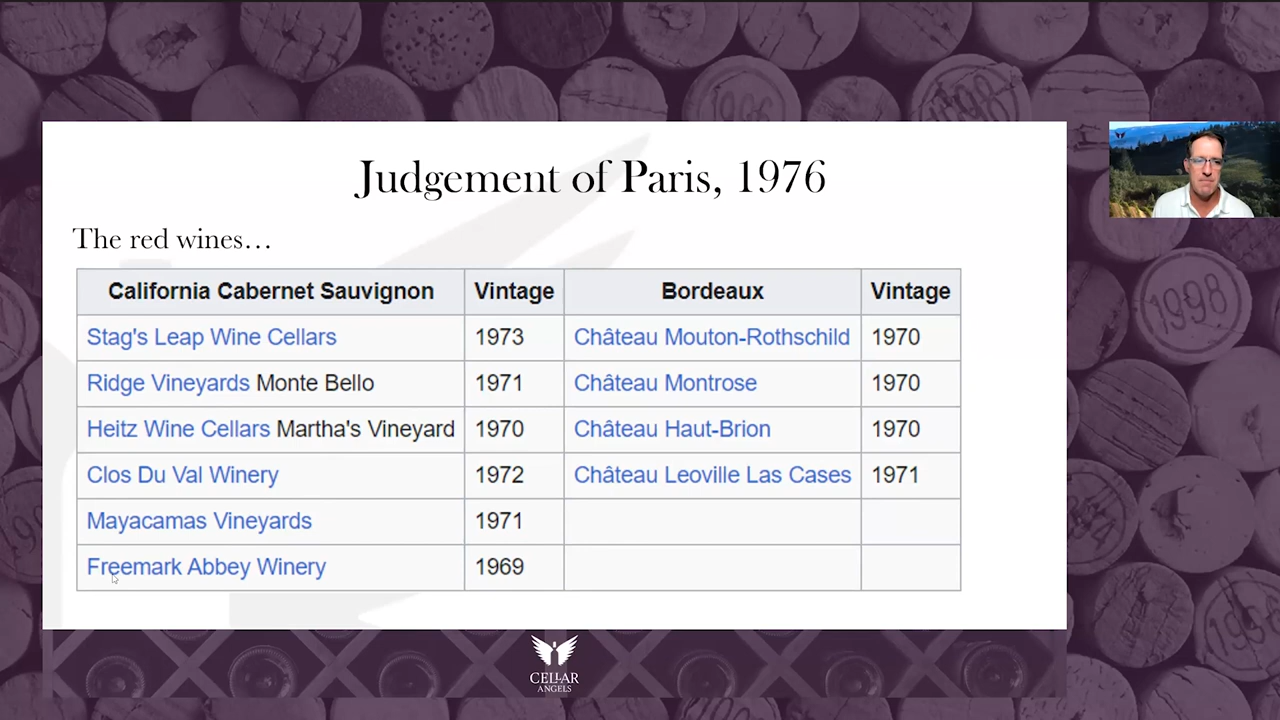 Judgement of Paris, 1976
The red wines...
California Cabernet Sauvignon Vintage Bordeaux Vintage
Stag's Leap Wine Cellars 1973 Château Mouton-Rothschild 1970
Ridge Vineyards Monte Bello 1971 Château Montrose 1970
Heitz Wine Cellars Martha's Vineyard 1970 Château Haut-Brion 1970
Clos Du Val Winery 1972 Château Leoville Las Cases 1971
Mayacamas Vineyards 1971
Freemark Abbey Winery 1969
CELLAR
ANGELS
1998